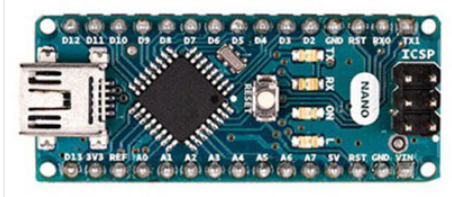 D12 D11 D10 D9 D8 D7 D6 D5 D4 D3 D2 GND RST RX0 TX1
TX
RX
ON
L
RESET
NANO
ICSP
D13 3V3 REF A0 A1 A2 A3 A4 A5 A6 A7 5V RST GND VIN